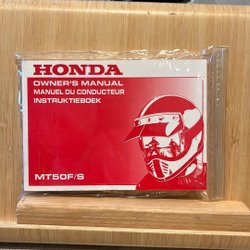 HONDA
OWNER'S MANUAL
MANUEL DU CONDUCTEUR
INSTRUKTIEBOEK
MT50F/S